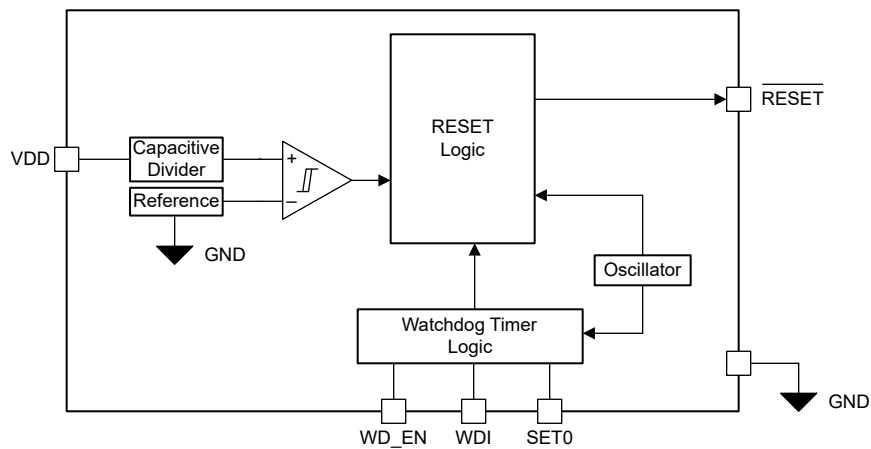 RESET
Logic
RESET
VDD
Capacitive
Divider
+
Reference
−
GND
Oscillator
Watchdog Timer
Logic
GND
WD_EN
WDI
SET0